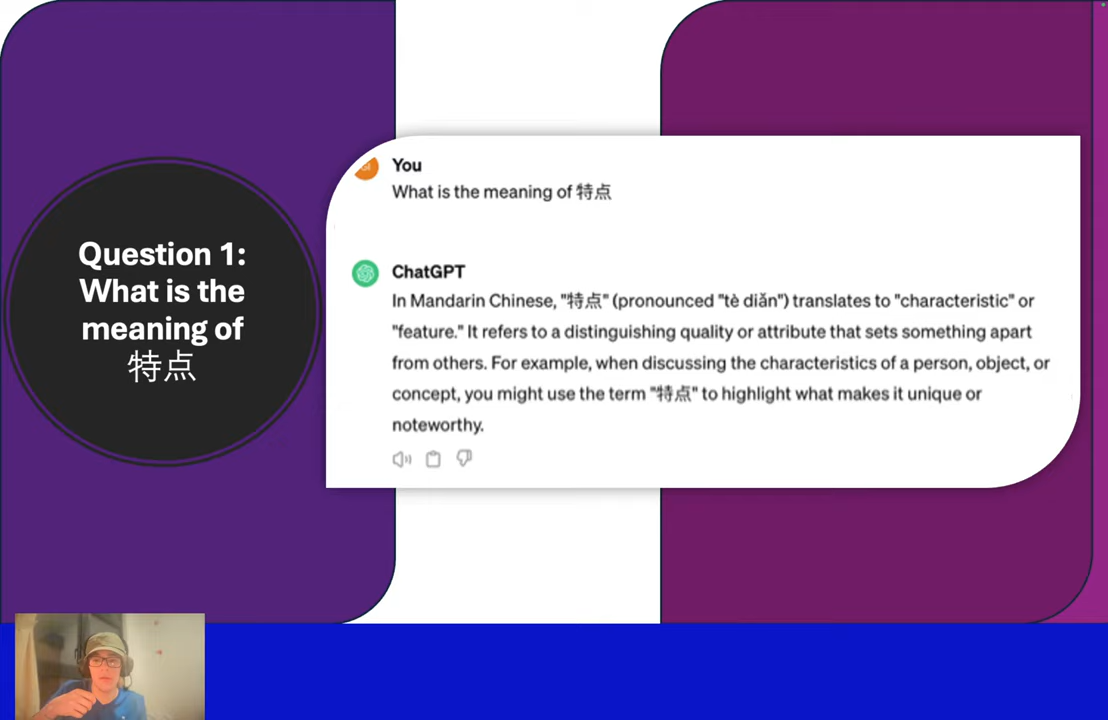 Question 1:
What is the
meaning of
特点
You
What is the meaning of 特点
ChatGPT
In Mandarin Chinese, "特点" (pronounced "tè diǎn") translates to "characteristic" or
"feature." It refers to a distinguishing quality or attribute that sets something apart
from others. For example, when discussing the characteristics of a person, object, or
concept, you might use the term "特点" to highlight what makes it unique or
noteworthy.